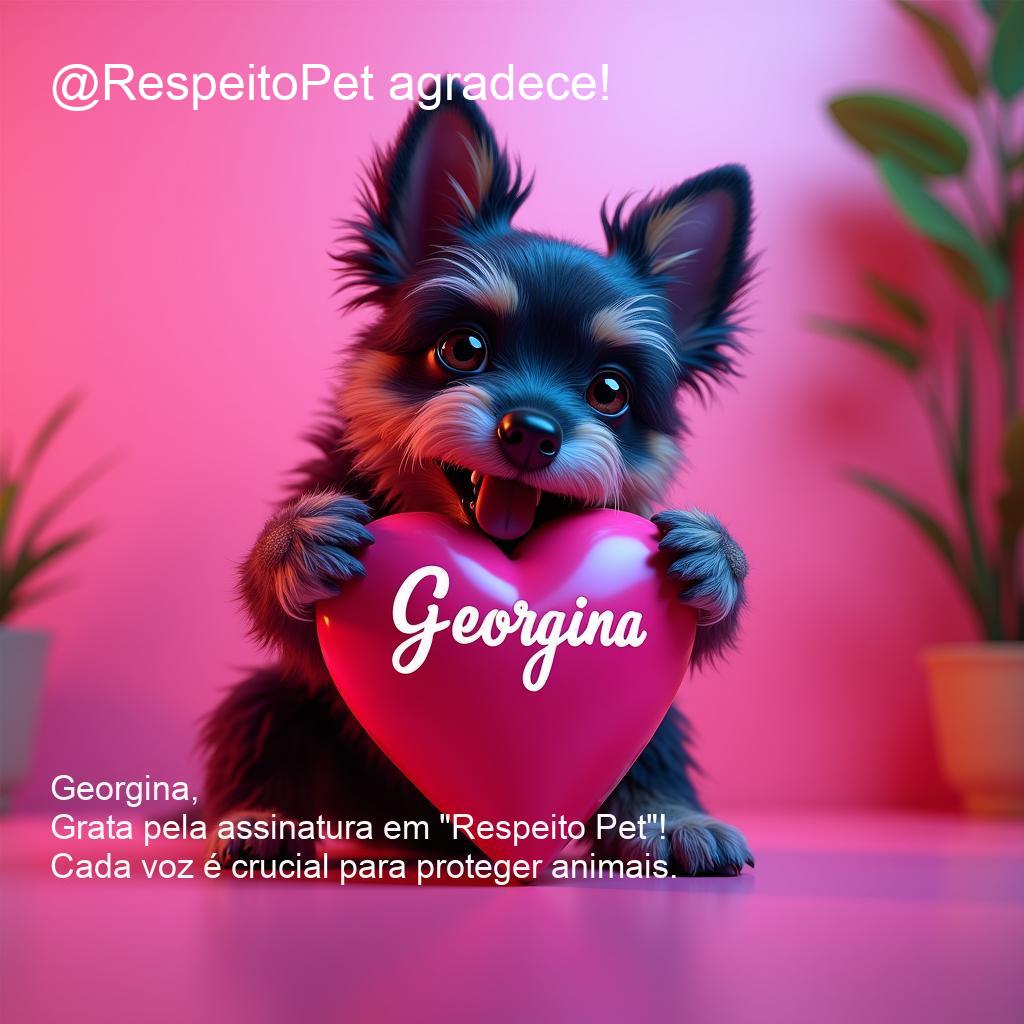 @RespeitoPet agradece!
Georgina
Georgina,
Grata pela assinatura em "Respeito Pet"!
Cada voz é crucial para proteger animais.